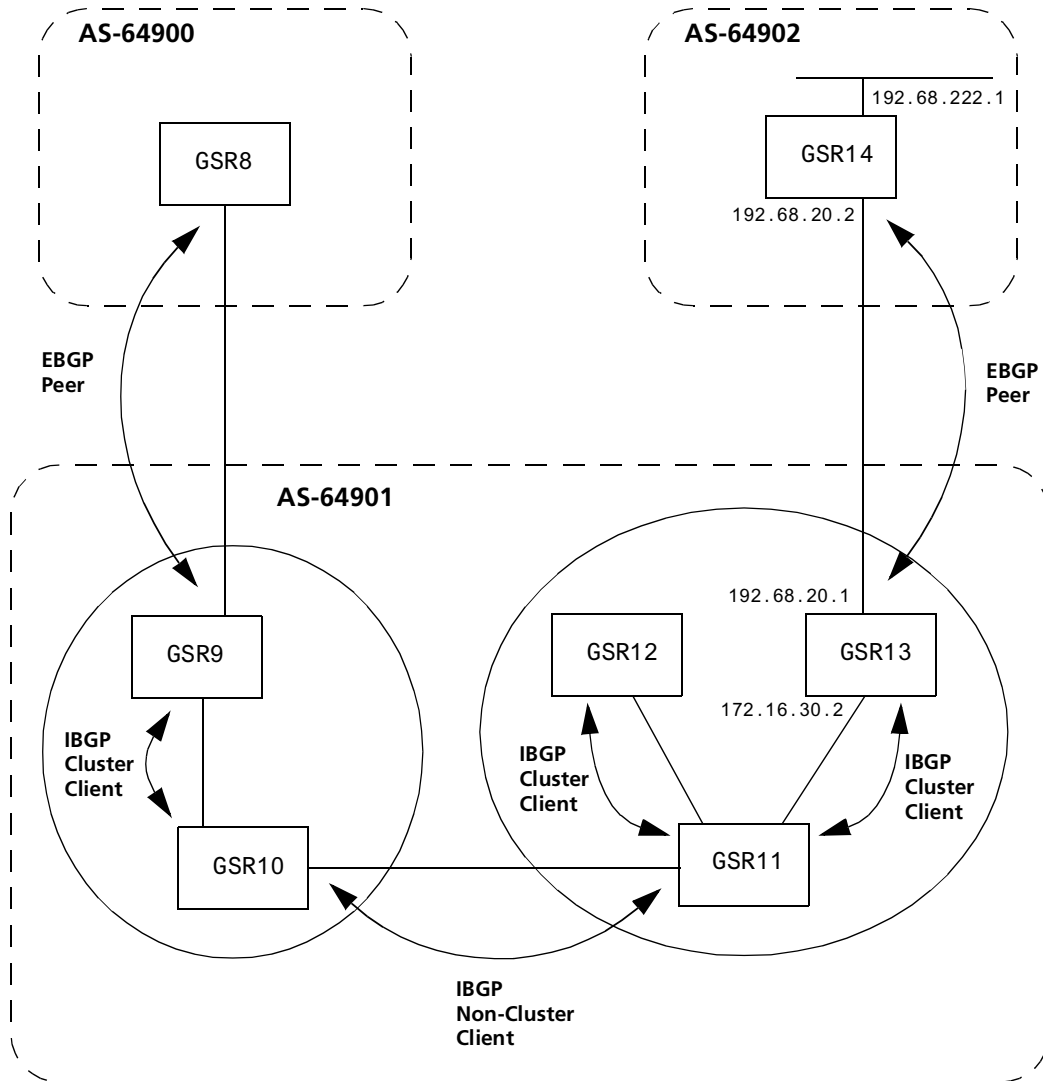 AS-64900
AS-64902
192.68.222.1
GSR8
GSR14
192.68.20.2
EBGP
Peer
EBGP
Peer
AS-64901
192.68.20.1
GSR9
GSR12
GSR13
172.16.30.2
IBGP
Cluster
Client
IBGP
Cluster
Client
IBGP
Cluster
Client
GSR10
GSR11
IBGP
Non-Cluster
Client